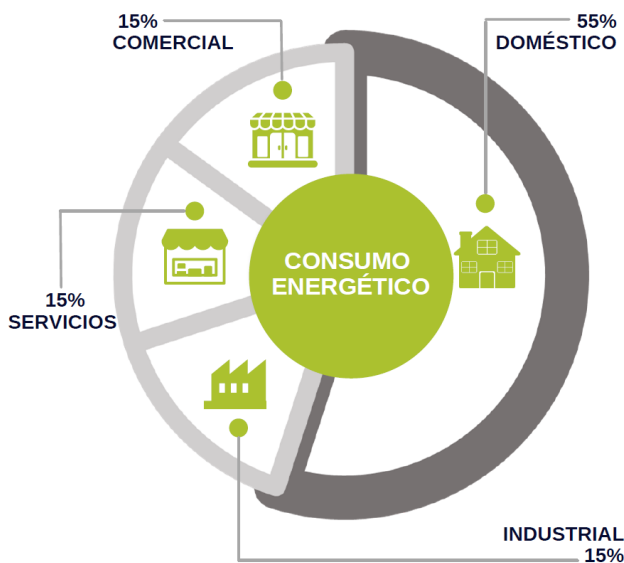 15%
COMERCIAL
55%
DOMÉSTICO
CONSUMO
ENERGÉTICO
15%
SERVICIOS
INDUSTRIAL
15%